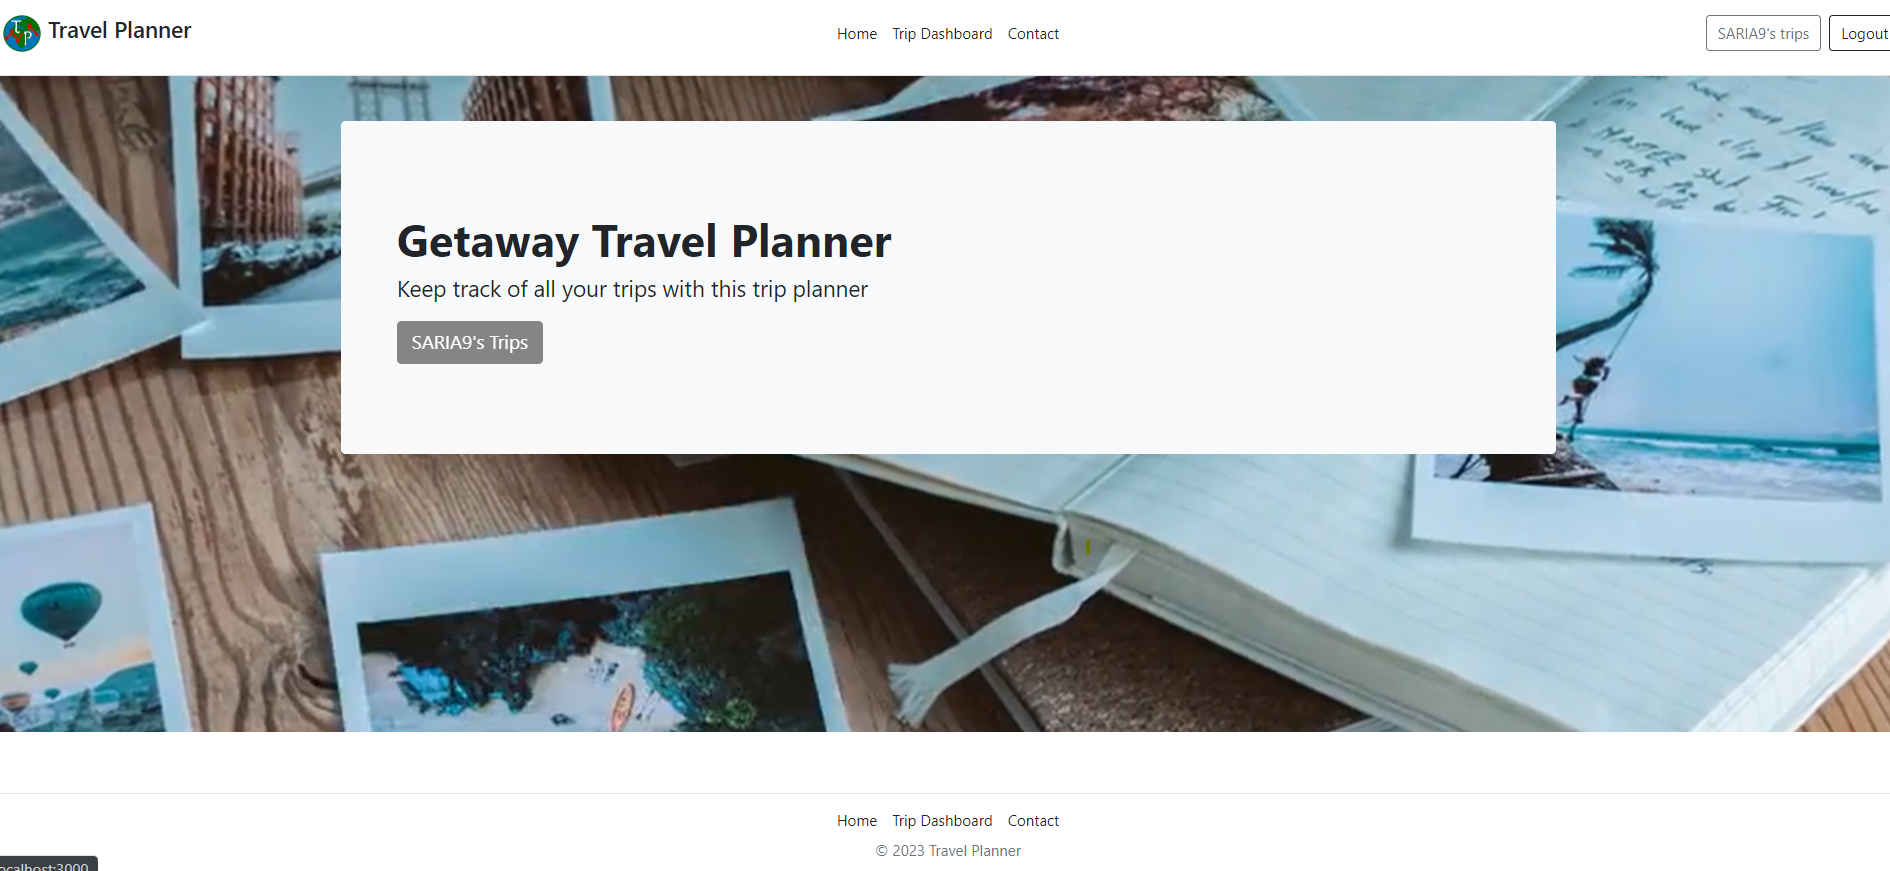 TP Travel Planner
Home Trip Dashboard Contact
SARIA9's trips Logout
Getaway Travel Planner
Keep track of all your trips with this trip planner
SARIA9's Trips
MASTER
Home Trip Dashboard Contact
© 2023 Travel Planner
ocalhost:3000